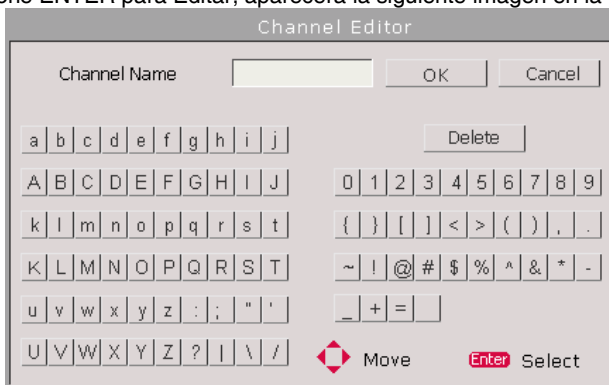 ENTER para Editar, aparecerá la siguiente imagen en la
Channel Editor
Channel Name
OK
Cancel
Delete
a b c d e f g h i j
A B C D E F G H I J
0 1 2 3 4 5 6 7 8 9
k l m n o p q r s t
{ } [ ] < > ( ) , .
K L M N O P Q R S T
~ ! @ # $ % ^ & * -
u v w x y z : ; " '
_ + =
U V W X Y Z ? | \ /
Move
Enter Select